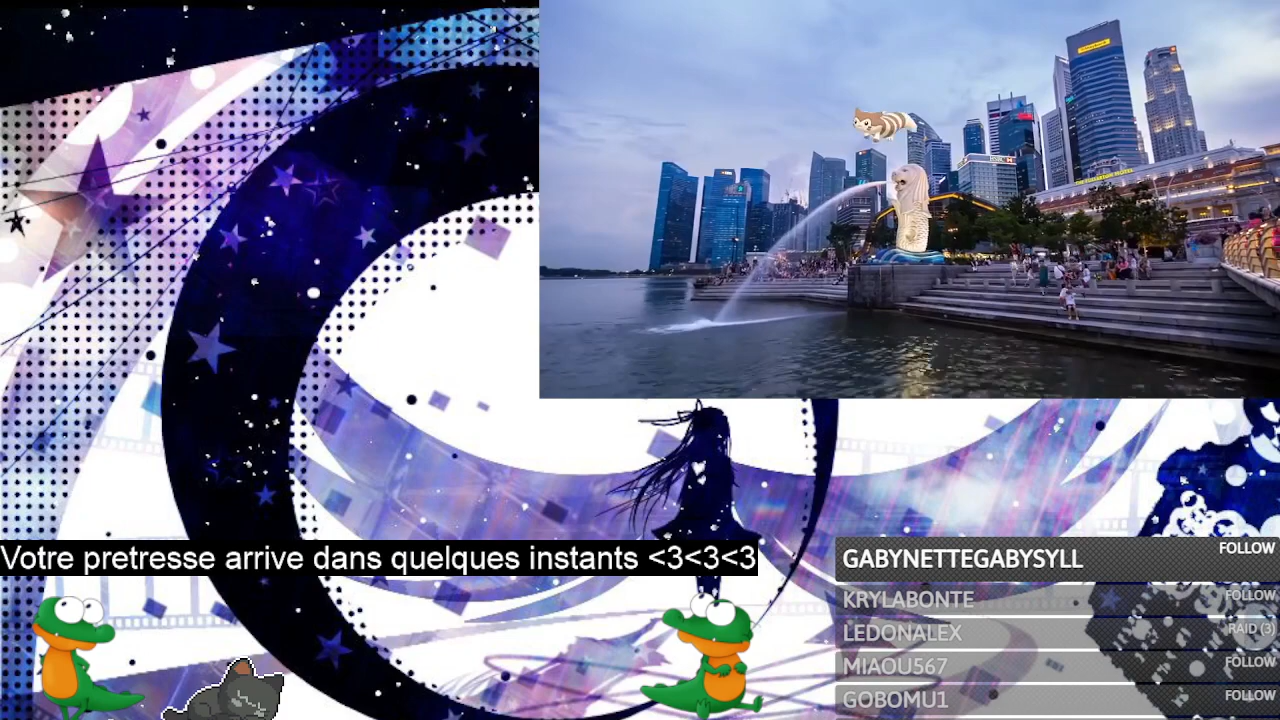 Votre pretresse arrive dans quelques instants <3<3<3
GABYNETTEGABYSYLL FOLLOW
KRYLABONTE FOLLOW
LEDONALEX RAID (3)
MIAOU567 FOLLOW
GOBOMU1 FOLLOW